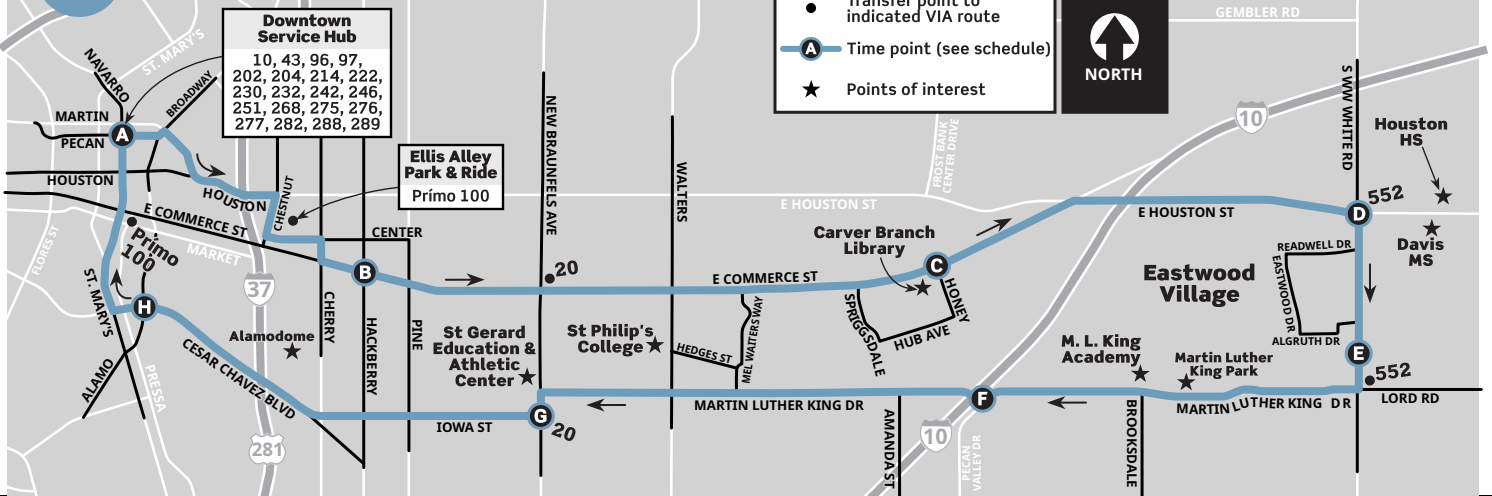 Transfer point to
indicated VIA route
A
Time point (see schedule)
Points of interest
NORTH
GEMBLER RD
Downtown
Service Hub
10, 43, 96, 97,
202, 204, 214, 222,
230, 232, 242, 246,
251, 268, 275, 276,
277, 282, 288, 289
NAVARRO
ST. MARY'S
BROADWAY
MARTIN
PECAN
A
HOUSTON
HOUSTON
CHESTNUT
Ellis Alley
Park & Ride
Prímo 100
E COMMERCE ST
MARKET
Prímo
100
FLORES ST
ST. MARY'S
H
ALAMO
PRESSA
CESAR CHAVEZ BLVD
37
281
Alamodome
CENTER
B
CHERRY
HACKBERRY
PINE
IOWA ST
NEW BRAUNFELS AVE
20
St Gerard
Education &
Athletic
Center
G
20
WALTERS
St Philip's
College
HEDGES ST
MEL WAITERS WAY
E COMMERCE ST
E HOUSTON ST
FROST BANK
CENTER DRIVE
Carver Branch
Library
C
SPRIGGSDALE
HUB AVE
HONEY
MARTIN LUTHER KING DR
AMANDA ST
F
10
PECAN
VALLEY DR
10
E HOUSTON ST
S WW WHITE RD
Houston
HS
552
D
Davis
MS
READWELL DR
EASTWOOD DR
ALGRUTH DR
Eastwood
Village
E
552
LORD RD
M. L. King
Academy
Martin Luther
King Park
BROOKSDALE
MARTIN LUTHER KING DR